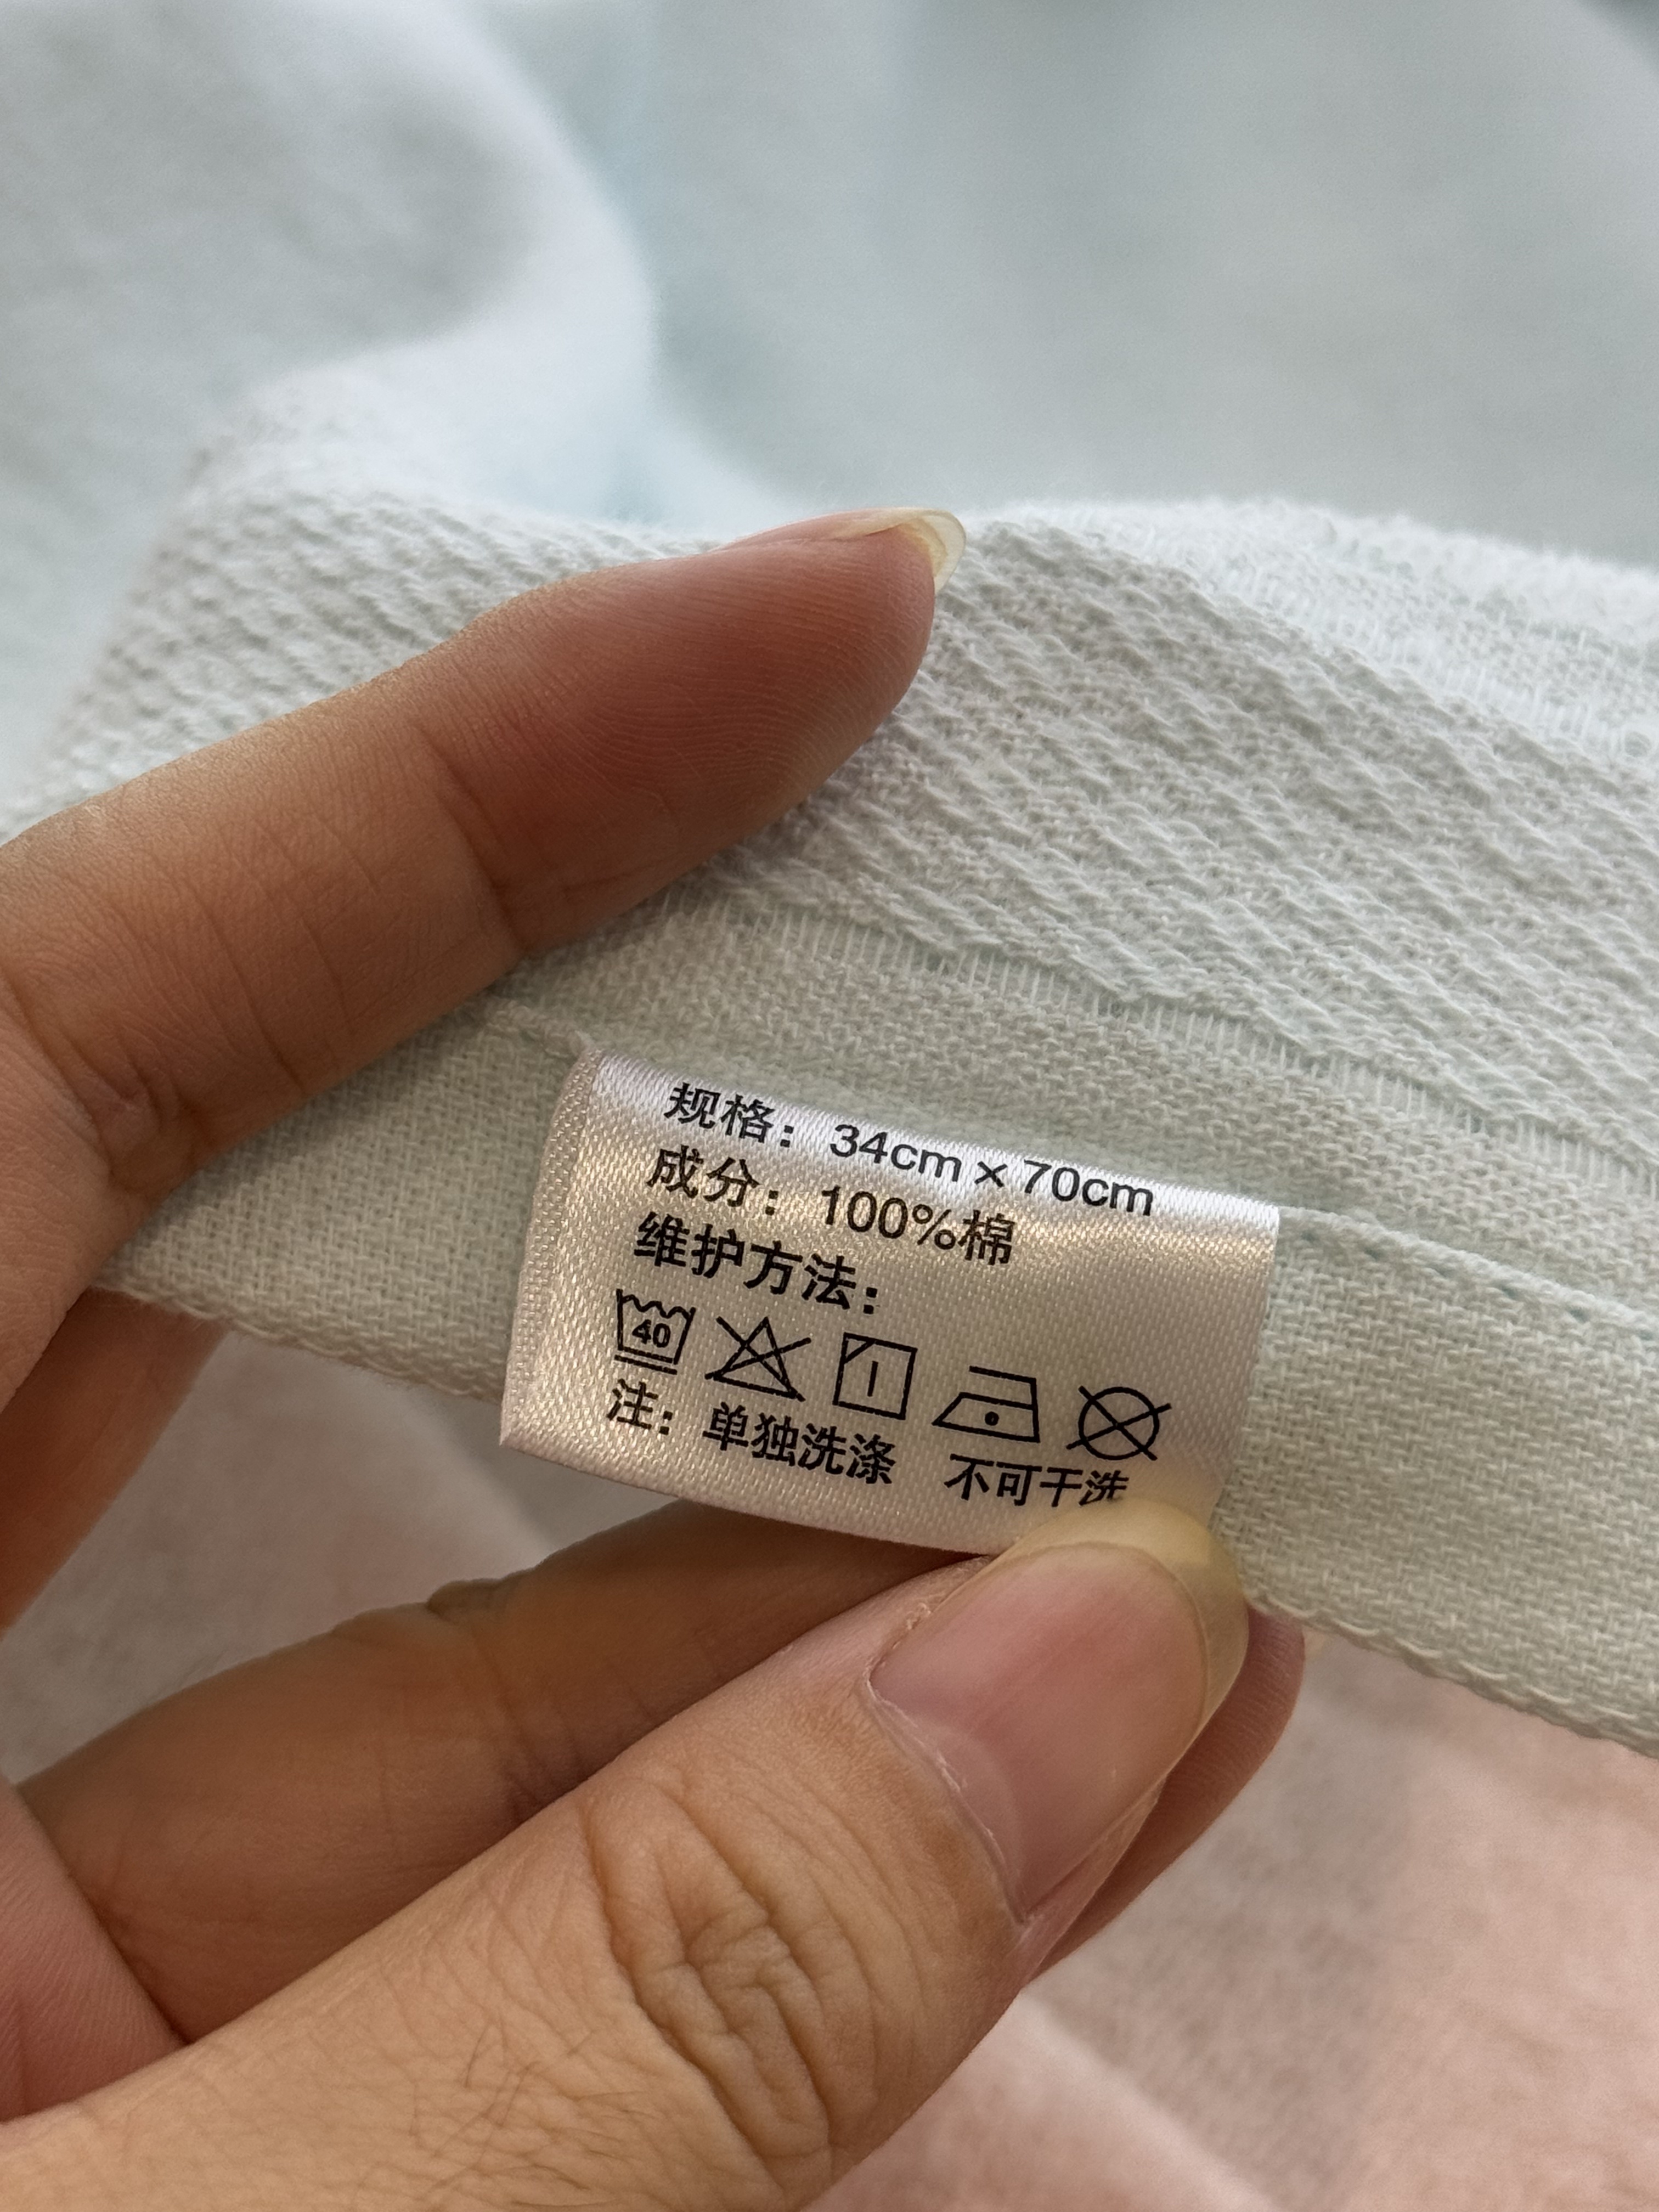 规格：34cm×70cm
成分：100%棉
维护方法：
40
注：单独洗涤 不可干洗